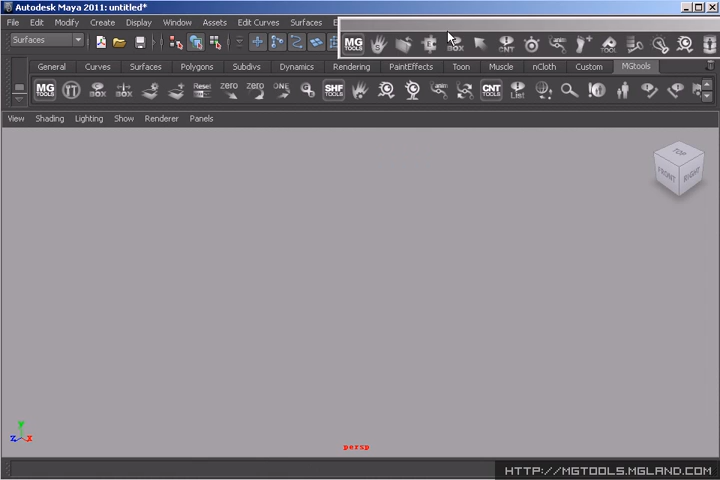 Autodesk Maya 2011: untitled*
File Edit Modify Create Display Window Assets Edit Curves Surfaces
Surfaces
MG TOOLS BOX CNT TOOL
General Curves Surfaces Polygons Subdivs Dynamics Rendering PaintEffects Toon Muscle nCloth Custom MGtools
MG TOOLS TT BOX Reset zero zero ONE SHF TOOLS CNT TOOLS List
View Shading Lighting Show Renderer Panels
TOP
FRONT RIGHT
Y
Z X
persp
HTTP://MGTOOLS.MGLAND.COM